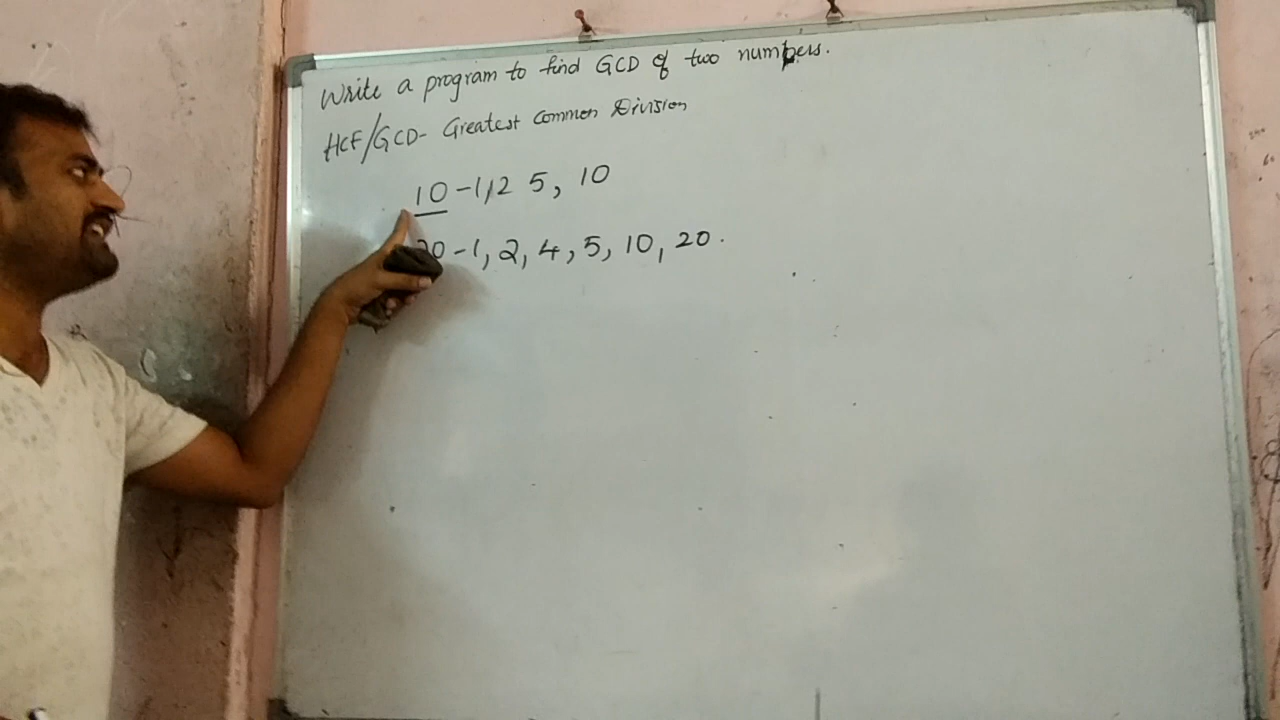 Write a program to find GCD of two numbers.
HCF/GCD- Greatest Common Division
10 -1,2 5, 10
20 -1, 2, 4, 5, 10, 20.